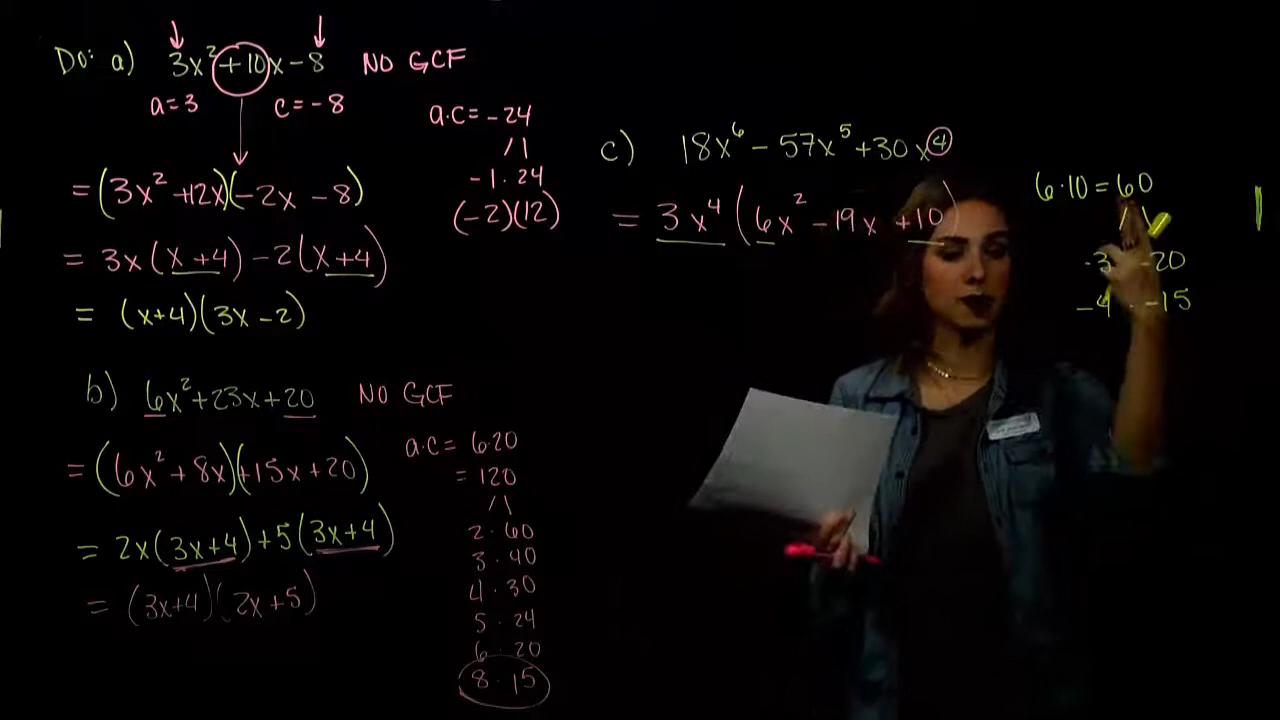 Do: a) 3x² +10x - 8 NO GCF
a=3 c=-8
= (3x² +12x)(-2x - 8)
= 3x(x+4) - 2(x+4)
= (x+4)(3x-2)
a·c = -24
-1·24
(-2)(12)
b) 6x²+23x+20 NO GCF
= (6x² + 8x)(+15x+20)
= 2x(3x+4)+5(3x+4)
= (3x+4)(2x+5)
a·c = 6·20
= 120
2·60
3·40
4·30
5·24
6·20
8·15
c) 18x⁶ - 57x⁵ +30x⁴
= 3x⁴(6x² -19x +10)
6·10=60
-3 -20
-4 · -15